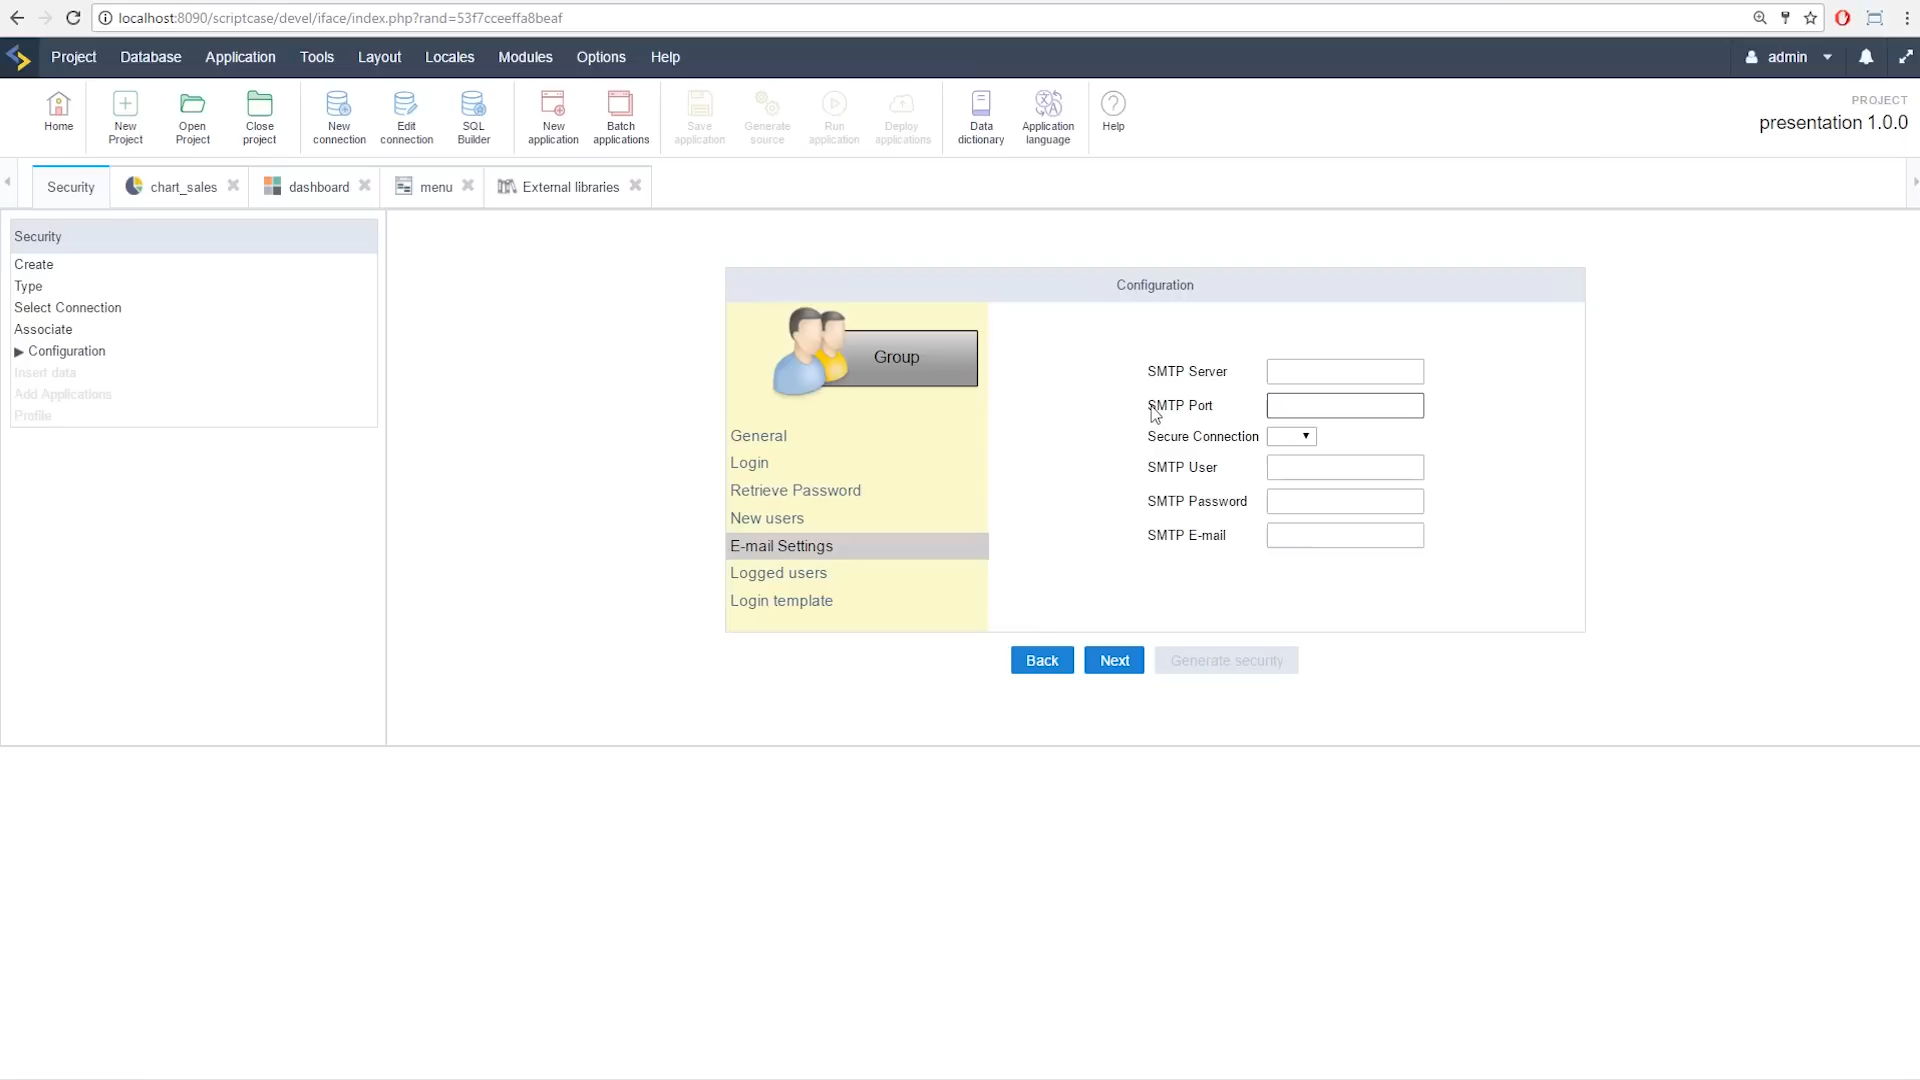 localhost:8090/scriptcase/devel/iface/index.php?rand=53f7cceeffa8beaf
Project Database Application Tools Layout Locales Modules Options Help admin
Home
New Project
Open Project
Close project
New connection
Edit connection
SQL Builder
New application
Batch applications
Save application
Generate source
Run application
Deploy applications
Data dictionary
Application language
Help
PROJECT
presentation 1.0.0
Security chart_sales dashboard menu External libraries
Security
Create
Type
Select Connection
Associate
Configuration
Insert data
Add Applications
Profile
Configuration
Group
General
Login
Retrieve Password
New users
E-mail Settings
Logged users
Login template
SMTP Server
SMTP Port
Secure Connection
SMTP User
SMTP Password
SMTP E-mail
Back Next Generate security